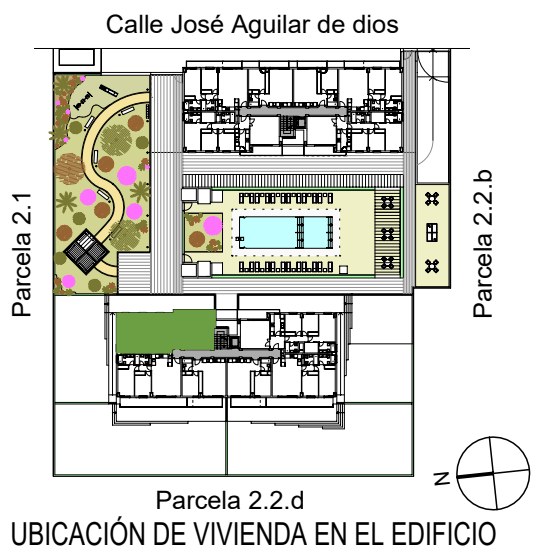 Calle José Aguilar de dios
Parcela 2.1
Parcela 2.2.b
N
Parcela 2.2.d
UBICACIÓN DE VIVIENDA EN EL EDIFICIO